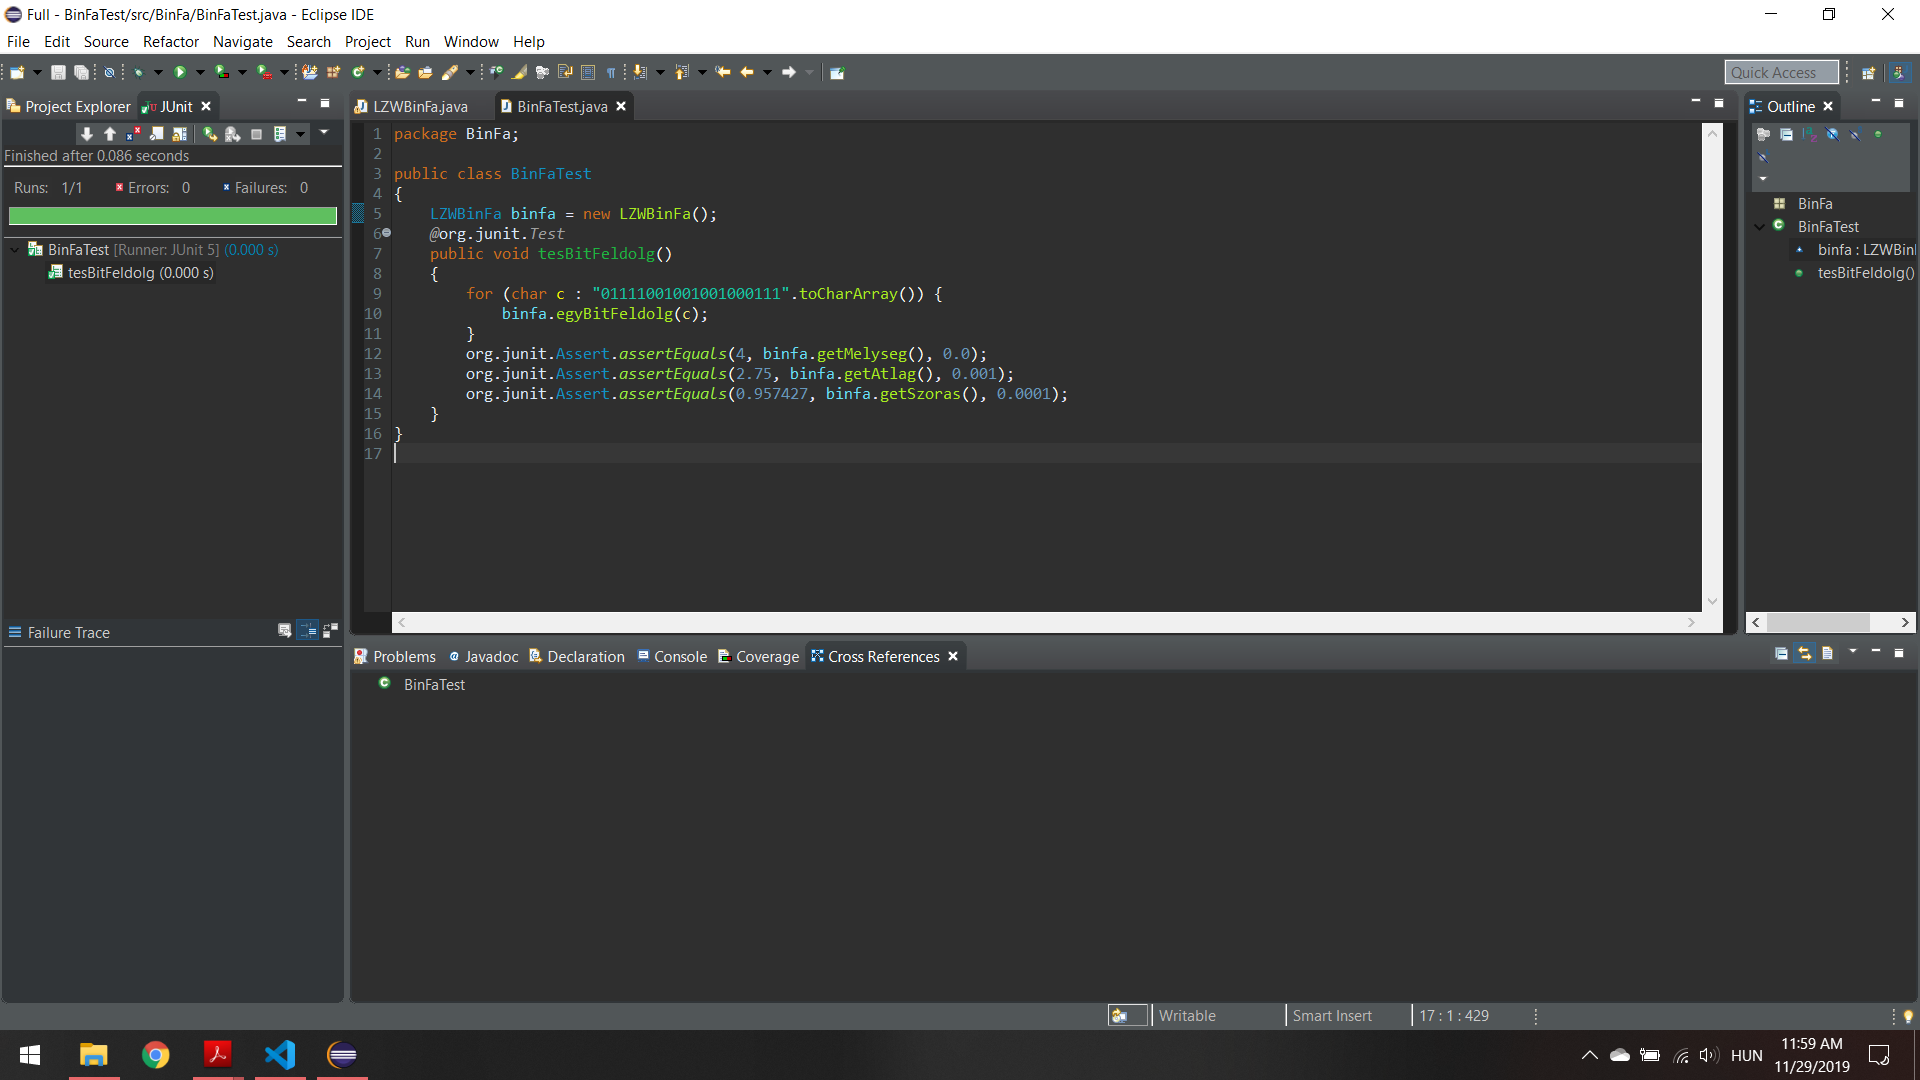 Full - BinFaTest/src/BinFa/BinFaTest.java - Eclipse IDE
File Edit Source Refactor Navigate Search Project Run Window Help
Quick Access
Project Explorer JUnit
Finished after 0.086 seconds
Runs: 1/1 Errors: 0 Failures: 0
BinFaTest [Runner: JUnit 5] (0.000 s)
tesBitFeldolg (0.000 s)
Failure Trace
LZWBinFa.java BinFaTest.java
1 package BinFa;
2
3 public class BinFaTest
4 {
5 LZWBinFa binfa = new LZWBinFa();
6 @org.junit.Test
7 public void tesBitFeldolg()
8 {
9 for (char c : "01111001001001000111".toCharArray()) {
10 binfa.egyBitFeldolg(c);
11 }
12 org.junit.Assert.assertEquals(4, binfa.getMelyseg(), 0.0);
13 org.junit.Assert.assertEquals(2.75, binfa.getAtlag(), 0.001);
14 org.junit.Assert.assertEquals(0.957427, binfa.getSzoras(), 0.0001);
15 }
16 }
17
Outline
BinFa
BinFaTest
binfa : LZWBinl
tesBitFeldolg()
Problems Javadoc Declaration Console Coverage Cross References
BinFaTest
Writable Smart Insert 17 : 1 : 429
HUN
11:59 AM
11/29/2019